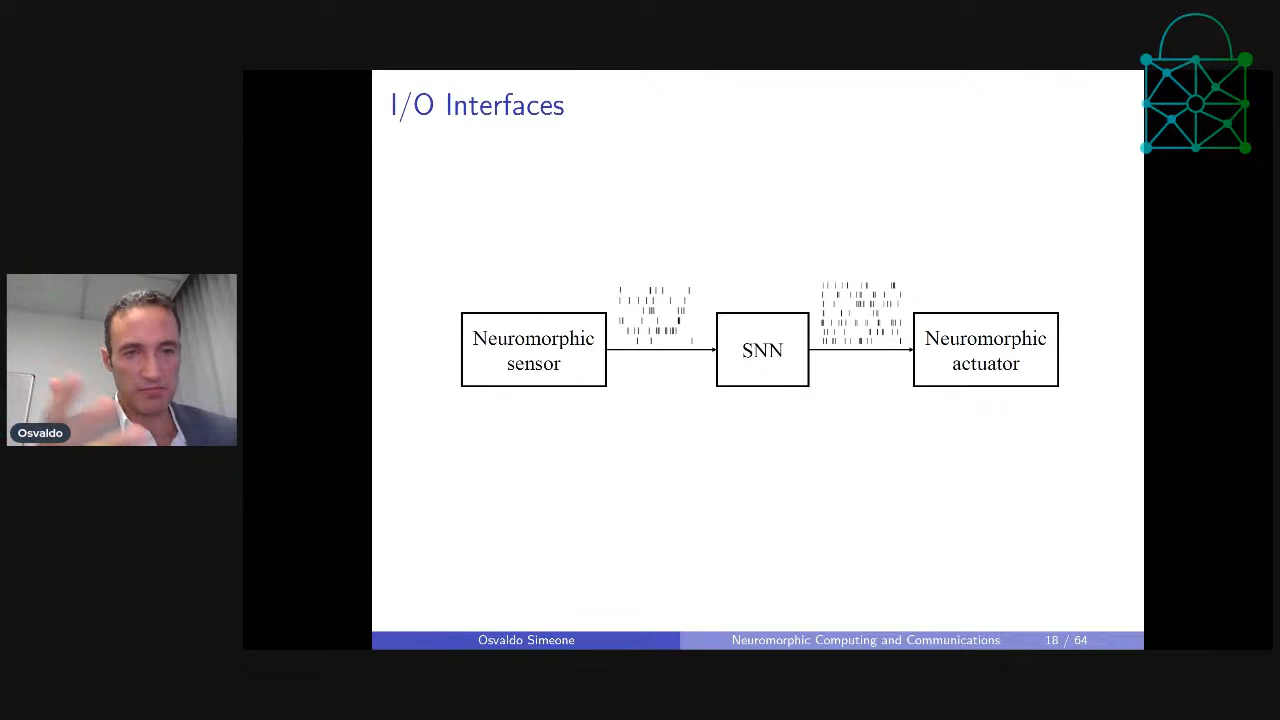 I/O Interfaces
Neuromorphic
sensor
SNN
Neuromorphic
actuator
Osvaldo
Osvaldo Simeone
Neuromorphic Computing and Communications
18 / 64